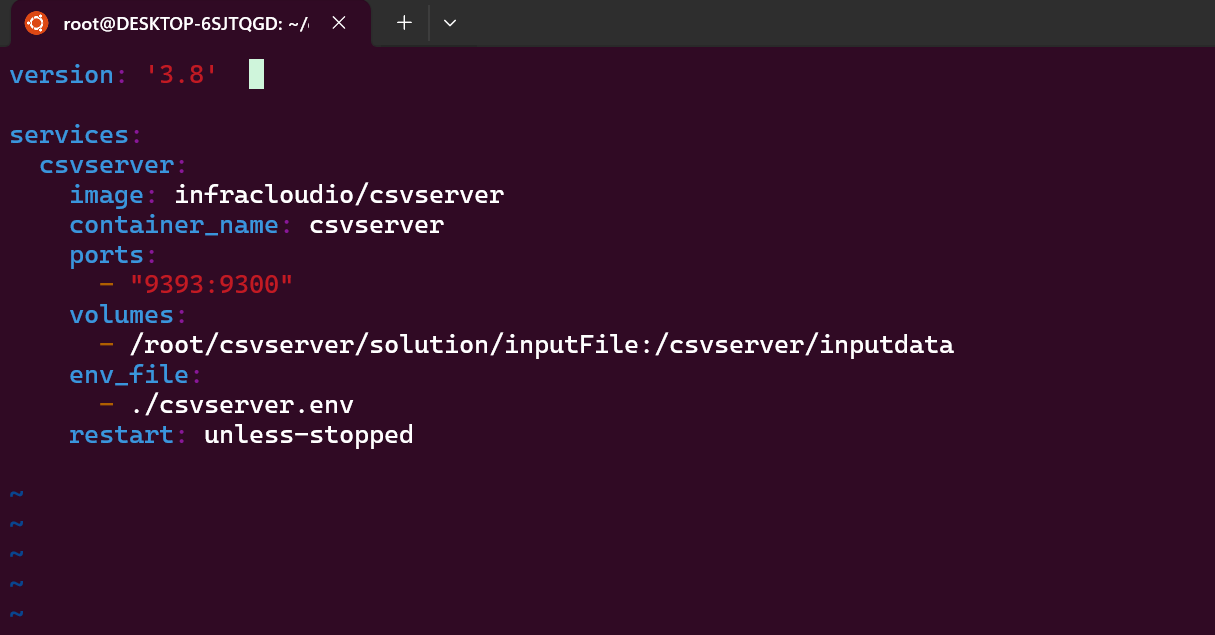 root@DESKTOP-6SJTQGD: ~/
version: '3.8'
services:
  csvserver:
    image: infracloudio/csvserver
    container_name: csvserver
    ports:
      - "9393:9300"
    volumes:
      - /root/csvserver/solution/inputFile:/csvserver/inputdata
    env_file:
      - ./csvserver.env
    restart: unless-stopped
~
~
~
~
~